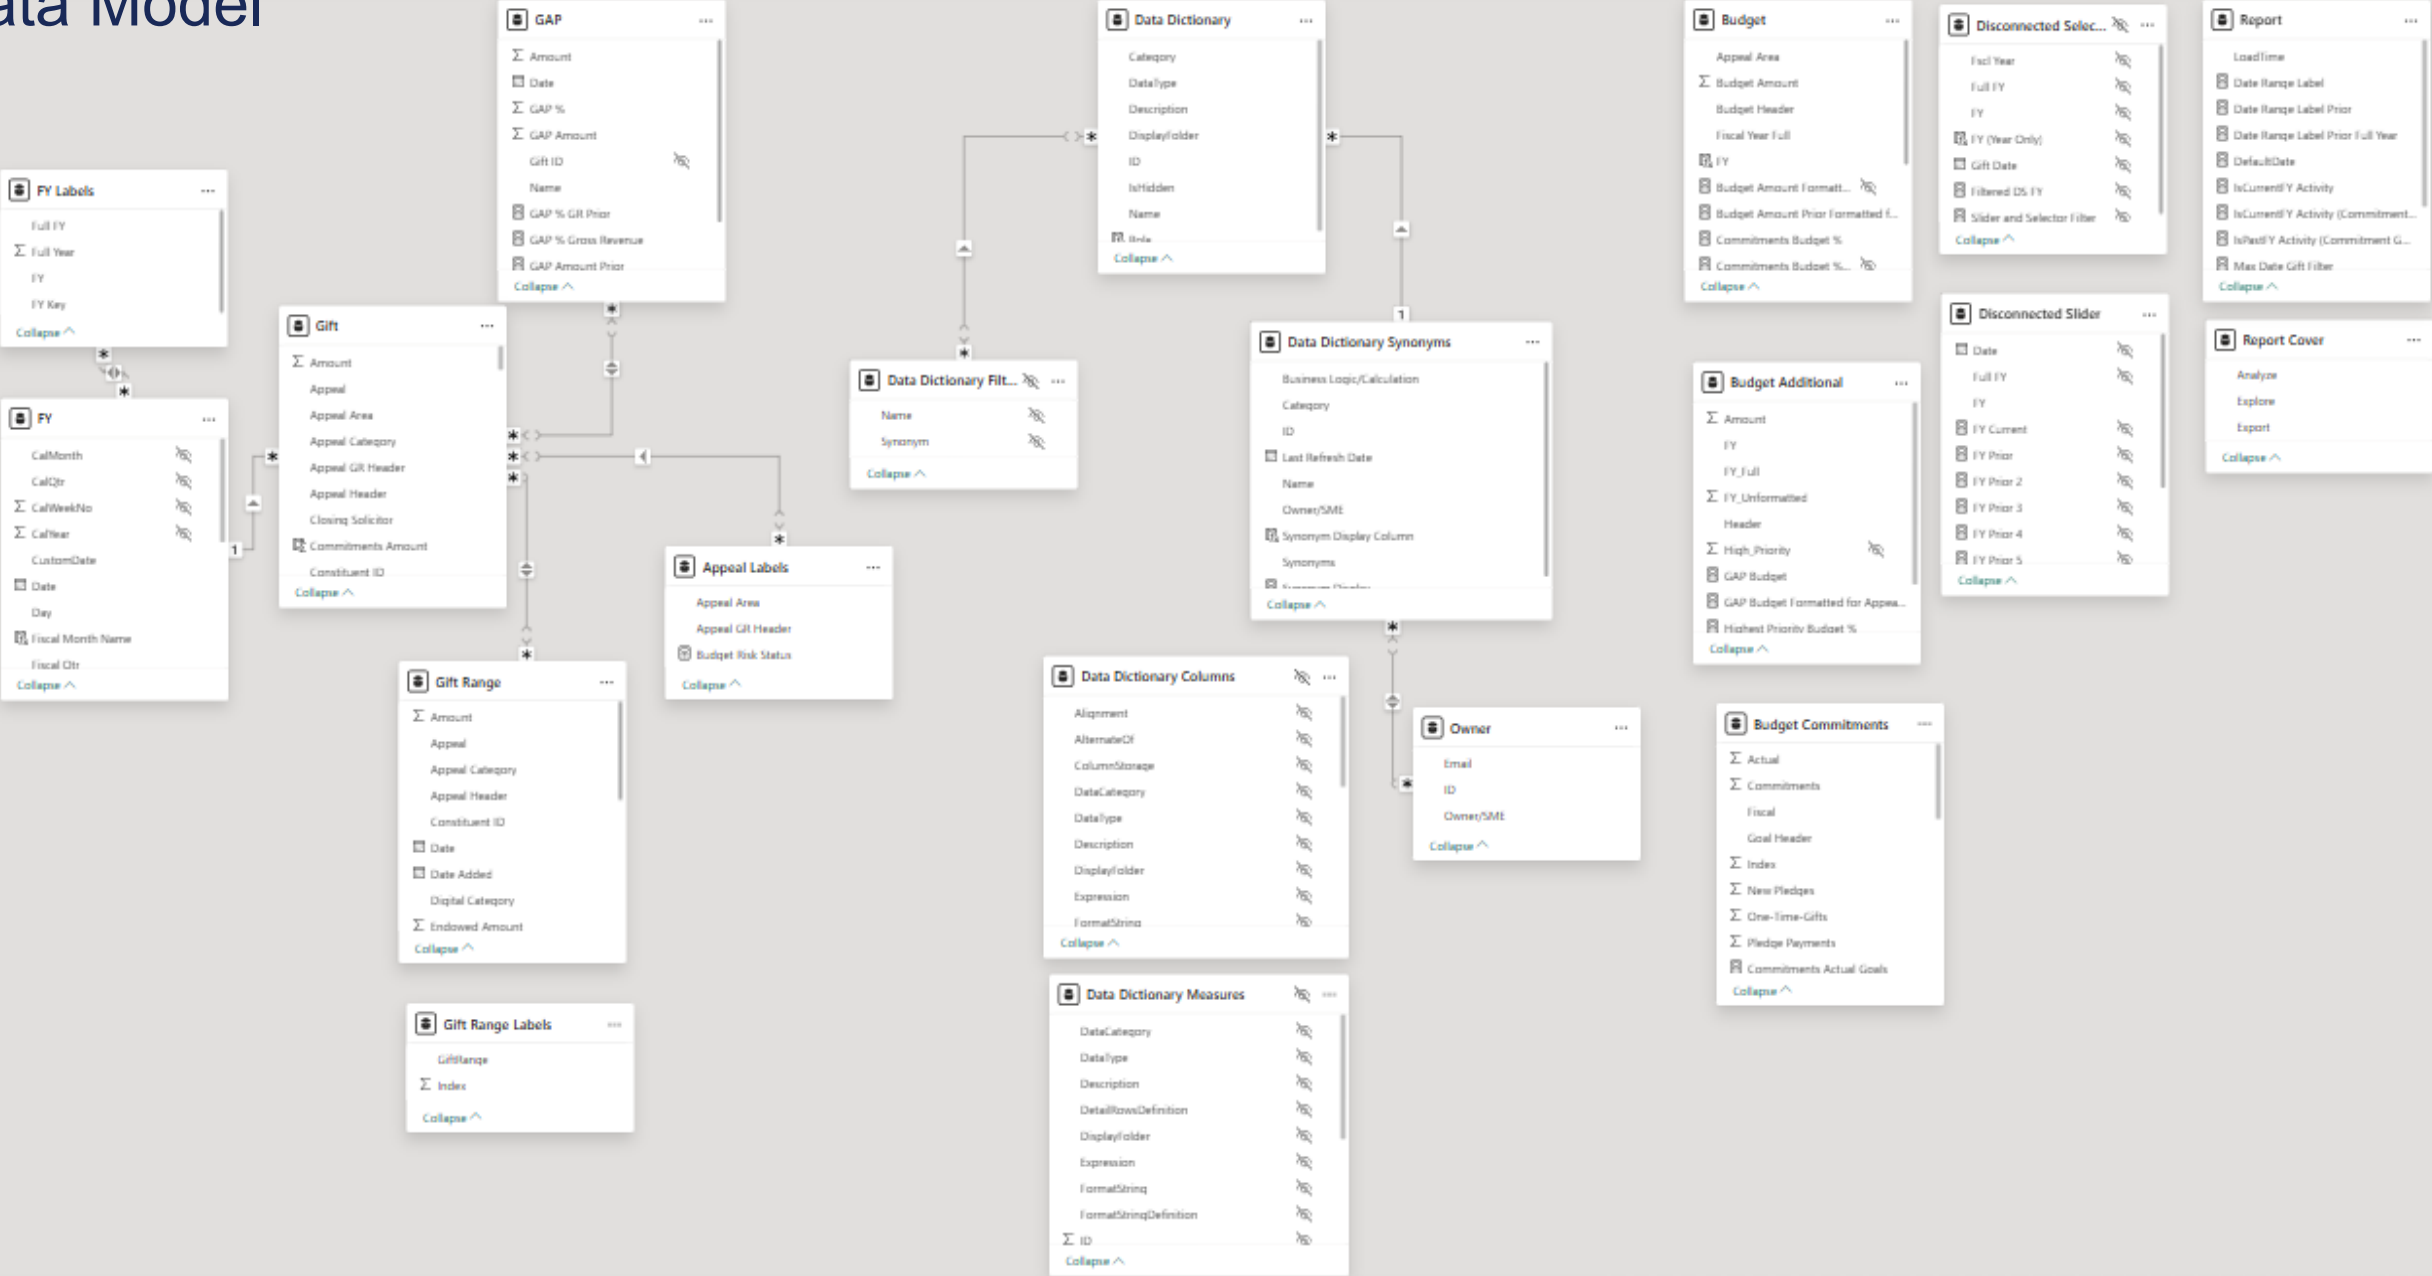 ata Model
GAP
Amount
Date
GAP %
GAP Amount
Gift ID
Name
GAP % GR Prior
GAP % Gross Revenue
GAP Amount Prior
Collapse
FY Labels
Full FY
Full Year
FY
FY Key
Collapse
FY
CalMonth
CalQtr
CalWeekNo
CalYear
CustomDate
Date
Day
Fiscal Month Name
Fiscal Qtr
Collapse
1
Gift
Amount
Appeal
Appeal Area
Appeal Category
Appeal GR Header
Appeal Header
Closing Solicitor
Commitments Amount
Constituent ID
Collapse
Gift Range
Amount
Appeal
Appeal Category
Appeal Header
Constituent ID
Date
Date Added
Digital Category
Endowed Amount
Collapse
Gift Range Labels
GiftRange
Index
Collapse
Appeal Labels
Appeal Area
Appeal GR Header
Budget Risk Status
Collapse
Data Dictionary Filt...
Name
Synonym
Collapse
Data Dictionary
Category
DataType
Description
DisplayFolder
ID
IsHidden
Name
Role
Collapse
1
Data Dictionary Synonyms
Business Logic/Calculation
Category
ID
Last Refresh Date
Name
Owner/SME
Synonym Display Column
Synonyms
Synonym Display
Collapse
Data Dictionary Columns
Alignment
AlternateOf
ColumnStorage
DataCategory
DataType
Description
DisplayFolder
Expression
FormatString
Collapse
Data Dictionary Measures
DataCategory
DataType
Description
DetailRowsDefinition
DisplayFolder
Expression
FormatString
FormatStringDefinition
ID
Collapse
Owner
Email
ID
Owner/SME
Collapse
Budget
Appeal Area
Budget Amount
Budget Header
Fiscal Year Full
FY
Budget Amount Formatt...
Budget Amount Prior Formatted f...
Commitments Budget %
Commitments Budget %...
Collapse
Budget Additional
Amount
FY
FY_Full
FY_Unformatted
Header
High_Priority
GAP Budget
GAP Budget Formatted for Appea...
Highest Priority Budget %
Collapse
Budget Commitments
Actual
Commitments
Fiscal
Goal Header
Index
New Pledges
One-Time-Gifts
Pledge Payments
Commitments Actual Goals
Collapse
Disconnected Selec...
Fscl Year
Full FY
FY
FY (Year Only)
Gift Date
Filtered DS FY
Slider and Selector Filter
Collapse
Disconnected Slider
Date
Full FY
FY
FY Current
FY Prior
FY Prior 2
FY Prior 3
FY Prior 4
FY Prior 5
Collapse
Report
LoadTime
Date Range Label
Date Range Label Prior
Date Range Label Prior Full Year
DefaultDate
IsCurrentFY Activity
IsCurrentFY Activity (Commitment...
IsPastFY Activity (Commitment G...
Max Date Gift Filter
Collapse
Report Cover
Analyze
Explore
Export
Collapse